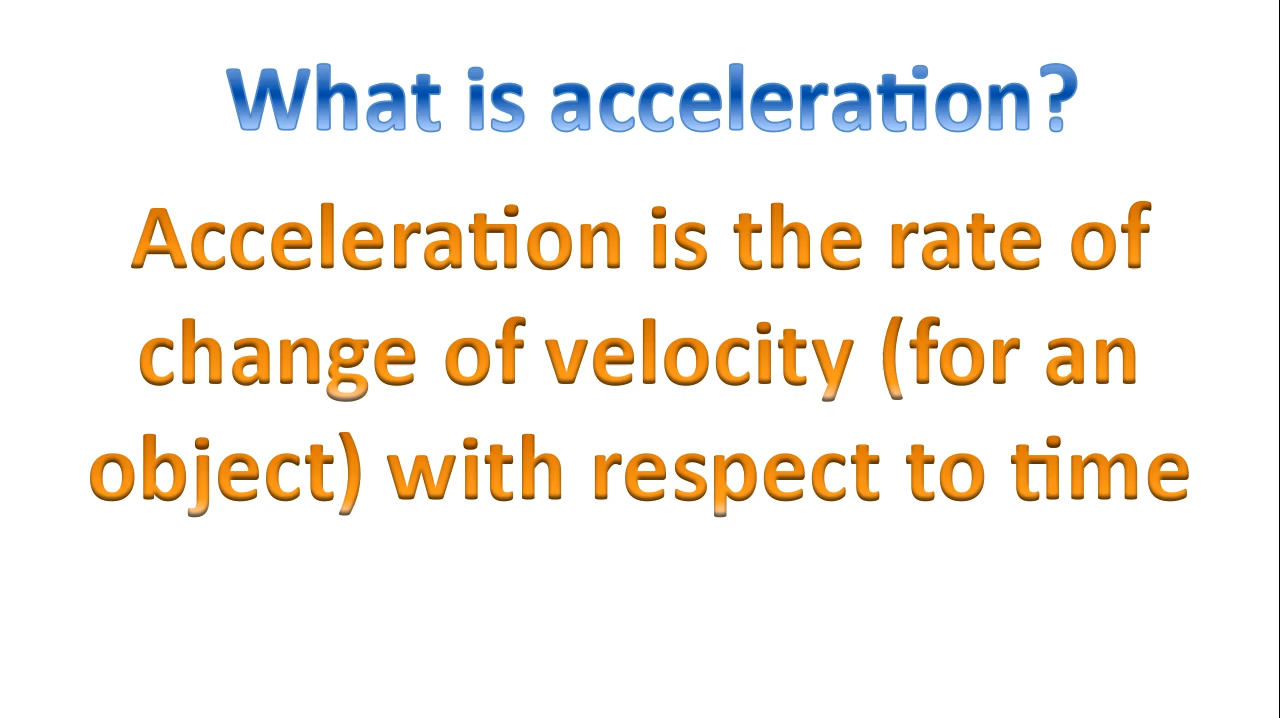 What is acceleration?
Acceleration is the rate of
change of velocity (for an
object) with respect to time